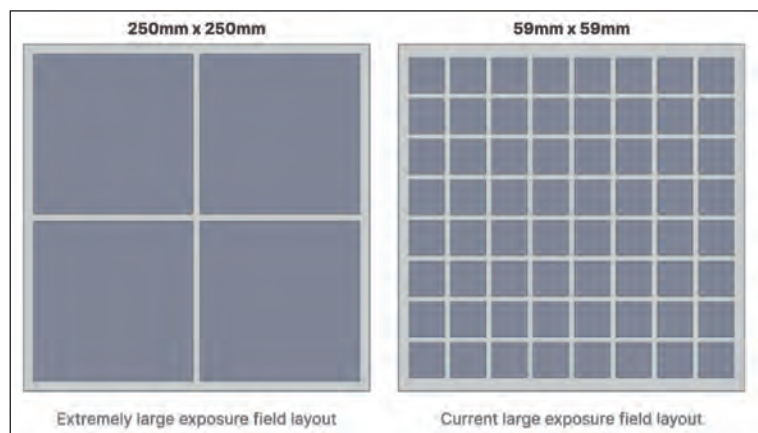 250mm x 250mm
59mm x 59mm
Extremely large exposure field layout
Current large exposure field layout